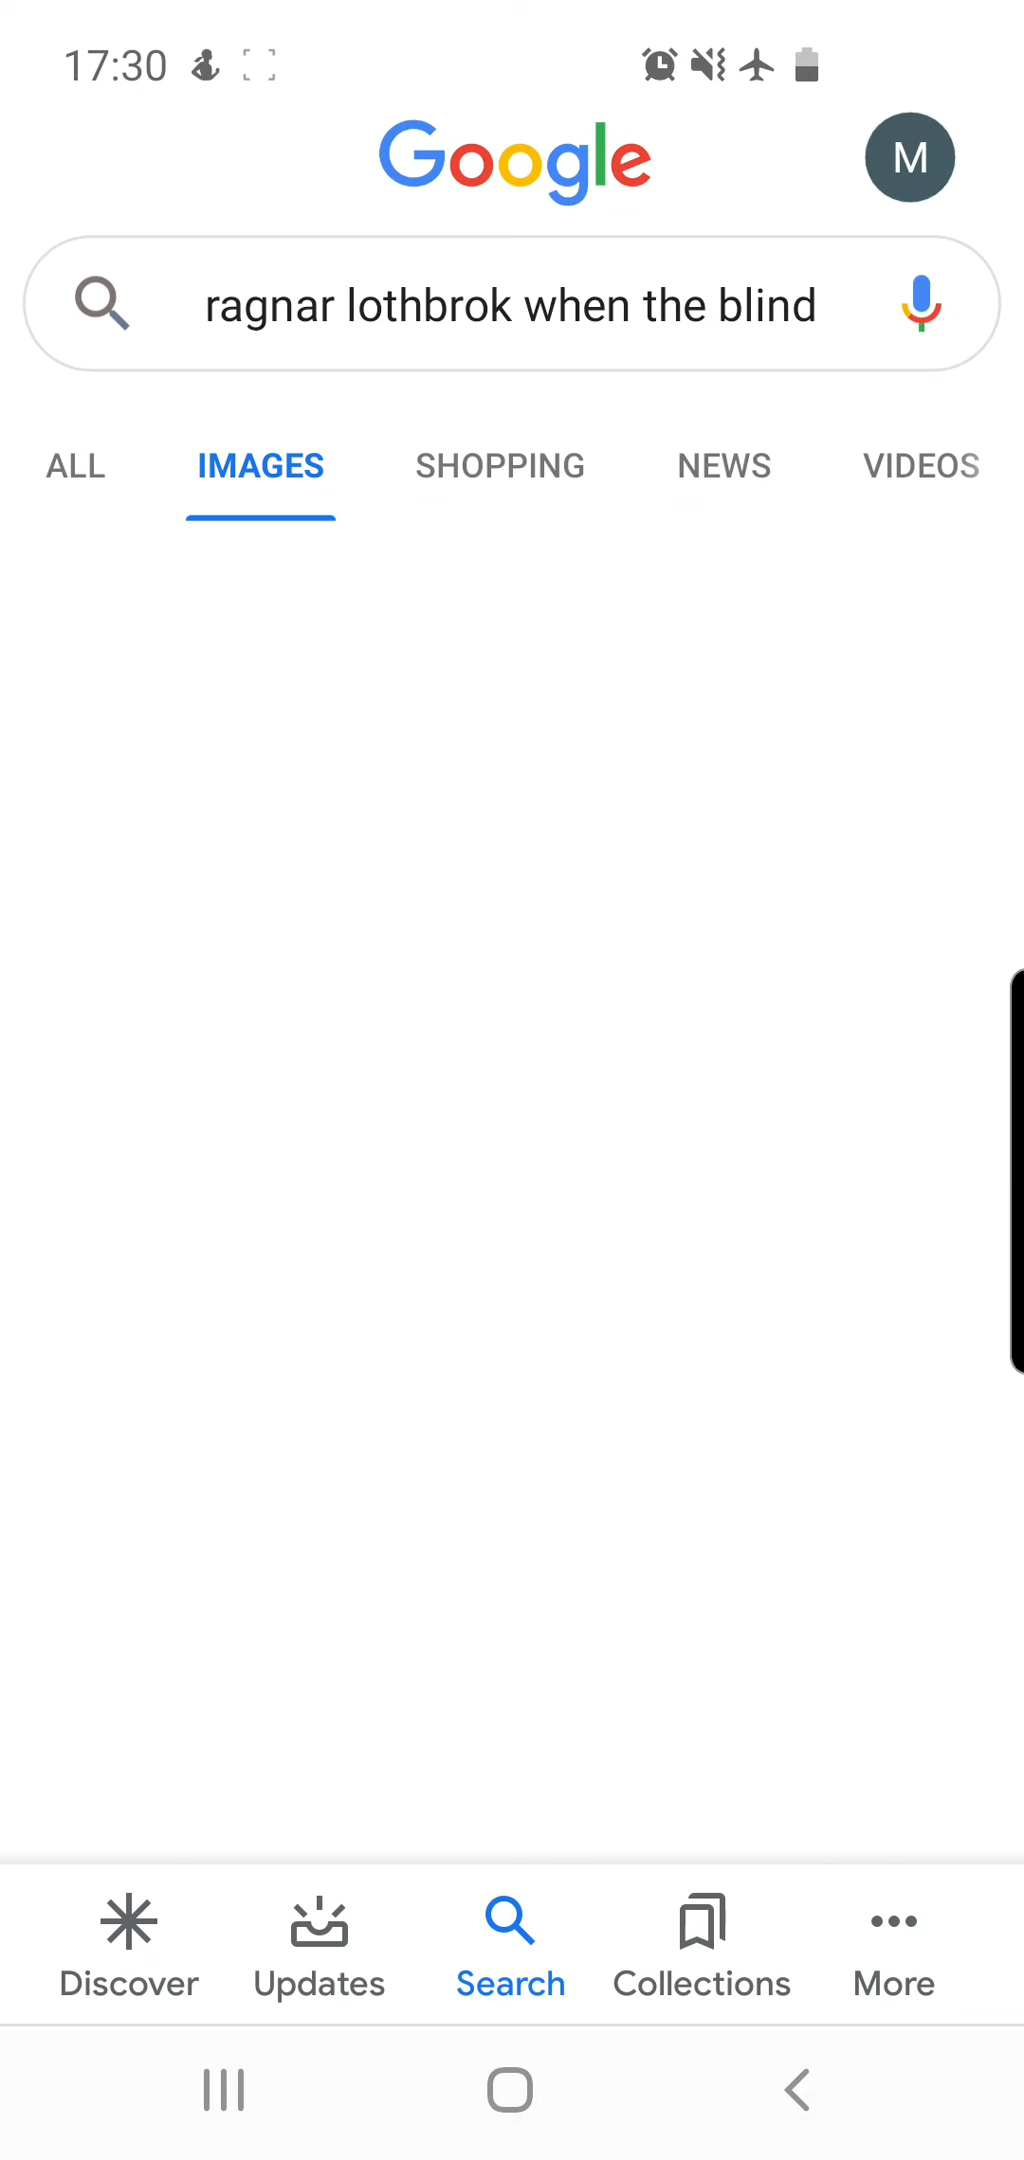 17:30
Google
M
ragnar lothbrok when the blind
ALL IMAGES SHOPPING NEWS VIDEOS
Discover Updates Search Collections More